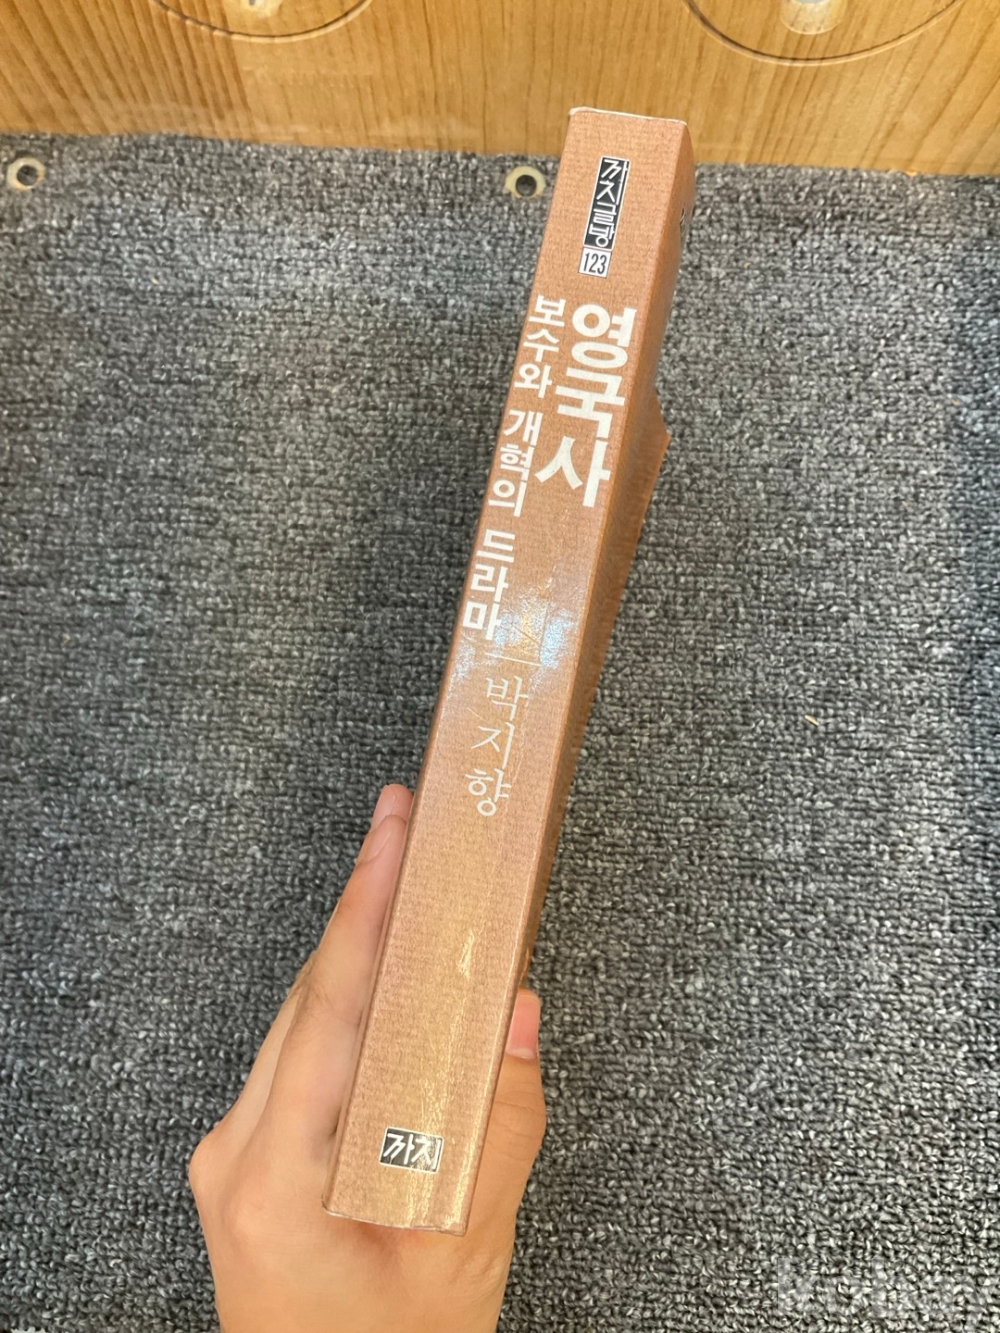 까치글방
123
영국사
보수와 개혁의 드라마
박지향
까치